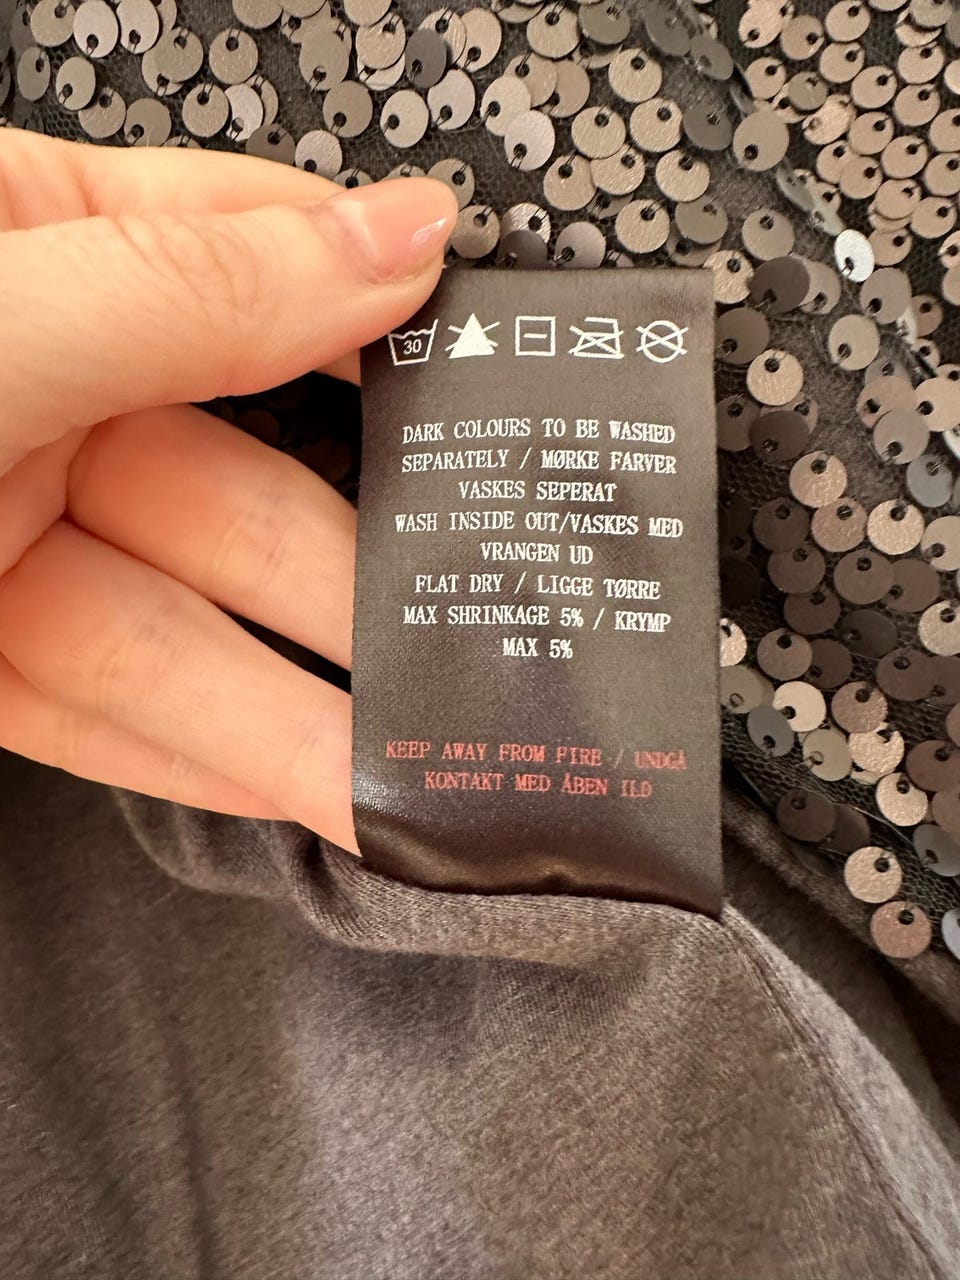 30
DARK COLOURS TO BE WASHED
SEPARATELY / MØRKE FARVER
VASKES SEPERAT
WASH INSIDE OUT/VASKES MED
VRANGEN UD
FLAT DRY / LIGGE TØRRE
MAX SHRINKAGE 5% / KRYMP
MAX 5%
KEEP AWAY FROM FIRE / UNDGÅ
KONTAKT MED ÅBEN ILD